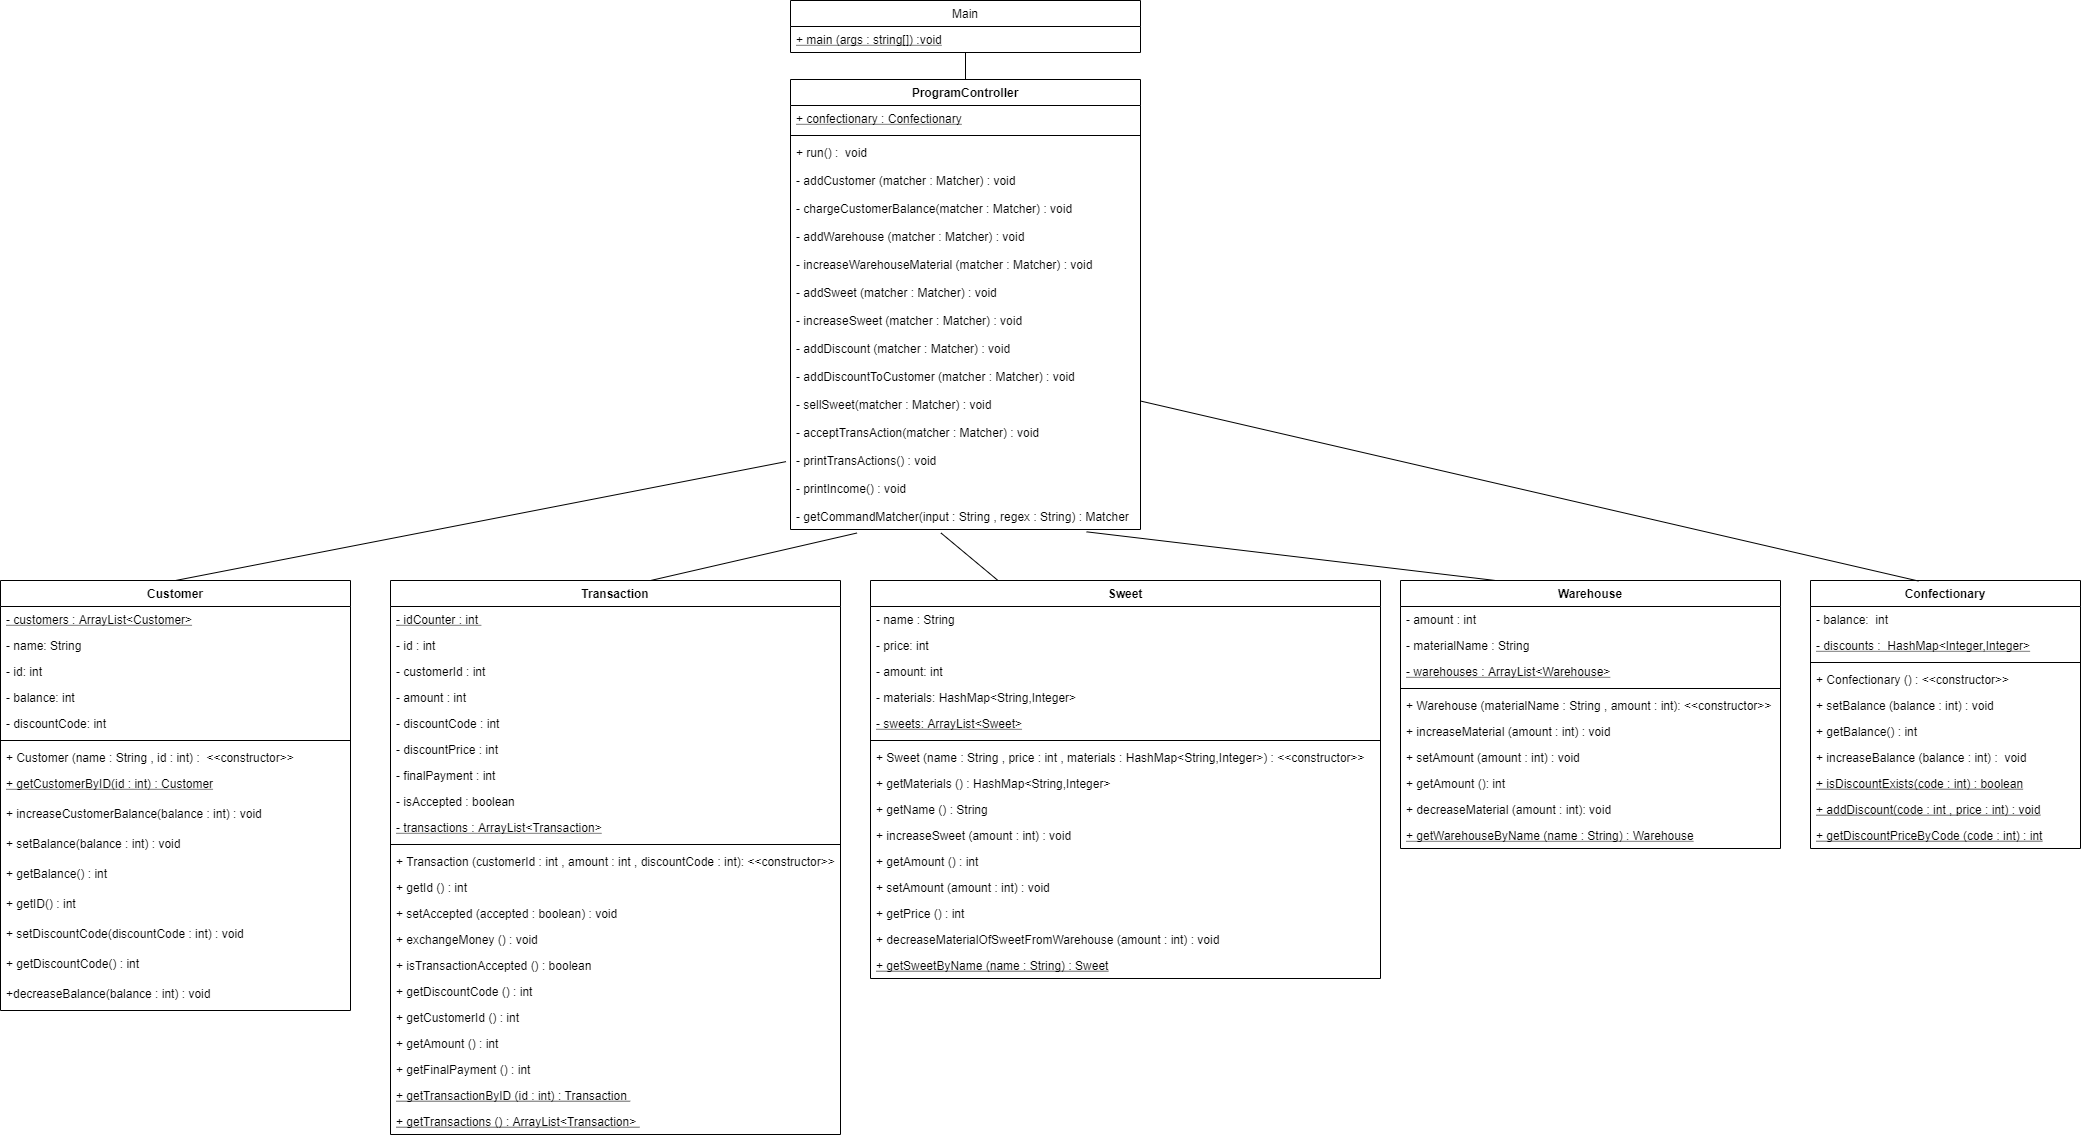 Main
+ main (args : string[]) :void
ProgramController
+ confectionary : Confectionary
+ run() :  void
- addCustomer (matcher : Matcher) : void
- chargeCustomerBalance(matcher : Matcher) : void
- addWarehouse (matcher : Matcher) : void
- increaseWarehouseMaterial (matcher : Matcher) : void
- addSweet (matcher : Matcher) : void
- increaseSweet (matcher : Matcher) : void
- addDiscount (matcher : Matcher) : void
- addDiscountToCustomer (matcher : Matcher) : void
- sellSweet(matcher : Matcher) : void
- acceptTransAction(matcher : Matcher) : void
- printTransActions() : void
- printIncome() : void
- getCommandMatcher(input : String , regex : String) : Matcher
Customer
- customers : ArrayList<Customer>
- name: String
- id: int
- balance: int
- discountCode: int
+ Customer (name : String , id : int) :  <<constructor>>
+ getCustomerByID(id : int) : Customer
+ increaseCustomerBalance(balance : int) : void
+ setBalance(balance : int) : void
+ getBalance() : int
+ getID() : int
+ setDiscountCode(discountCode : int) : void
+ getDiscountCode() : int
+decreaseBalance(balance : int) : void
Transaction
- idCounter : int
- id : int
- customerId : int
- amount : int
- discountCode : int
- discountPrice : int
- finalPayment : int
- isAccepted : boolean
- transactions : ArrayList<Transaction>
+ Transaction (customerId : int , amount : int , discountCode : int): <<constructor>>
+ getId () : int
+ setAccepted (accepted : boolean) : void
+ exchangeMoney () : void
+ isTransactionAccepted () : boolean
+ getDiscountCode () : int
+ getCustomerId () : int
+ getAmount () : int
+ getFinalPayment () : int
+ getTransactionByID (id : int) : Transaction
+ getTransactions () : ArrayList<Transaction>
Sweet
- name : String
- price: int
- amount: int
- materials: HashMap<String,Integer>
- sweets: ArrayList<Sweet>
+ Sweet (name : String , price : int , materials : HashMap<String,Integer>) : <<constructor>>
+ getMaterials () : HashMap<String,Integer>
+ getName () : String
+ increaseSweet (amount : int) : void
+ getAmount () : int
+ setAmount (amount : int) : void
+ getPrice () : int
+ decreaseMaterialOfSweetFromWarehouse (amount : int) : void
+ getSweetByName (name : String) : Sweet
Warehouse
- amount : int
- materialName : String
- warehouses : ArrayList<Warehouse>
+ Warehouse (materialName : String , amount : int): <<constructor>>
+ increaseMaterial (amount : int) : void
+ setAmount (amount : int) : void
+ getAmount (): int
+ decreaseMaterial (amount : int): void
+ getWarehouseByName (name : String) : Warehouse
Confectionary
- balance:  int
- discounts :  HashMap<Integer,Integer>
+ Confectionary () : <<constructor>>
+ setBalance (balance : int) : void
+ getBalance() : int
+ increaseBalance (balance : int) :  void
+ isDiscountExists(code : int) : boolean
+ addDiscount(code : int , price : int) : void
+ getDiscountPriceByCode (code : int) : int